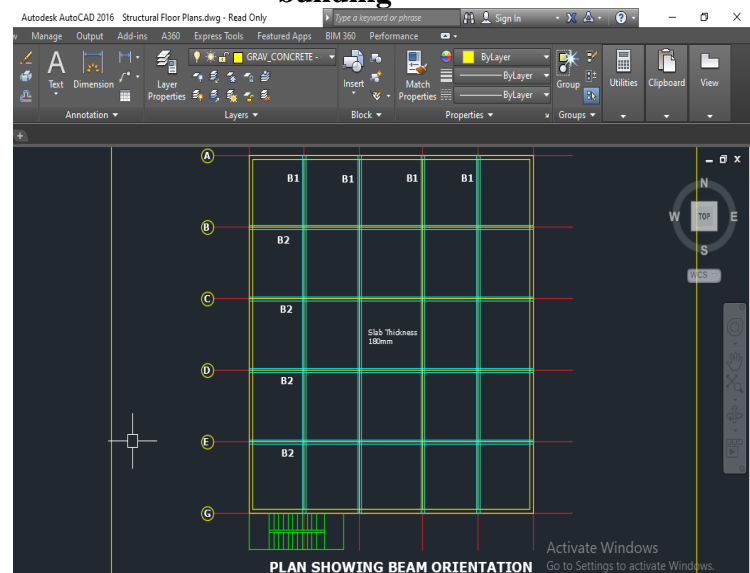 building
Autodesk AutoCAD 2016 Structural Floor Plans.dwg - Read Only
Type a keyword or phrase
Sign In
Manage Output Add-ins A360 Express Tools Featured Apps BIM 360 Performance
GRAV_CONCRETE -
ByLayer
ByLayer
ByLayer
Text Dimension
Layer Properties
Insert
Match Properties
Group
Utilities
Clipboard
View
Annotation
Layers
Block
Properties
Groups
A
B1 B1 B1 B1
N
W TOP E
S
WCS
B
B2
C
B2
Slab Thickness
180mm
D
B2
E
B2
G
PLAN SHOWING BEAM ORIENTATION
Activate Windows
Go to Settings to activate Windows.